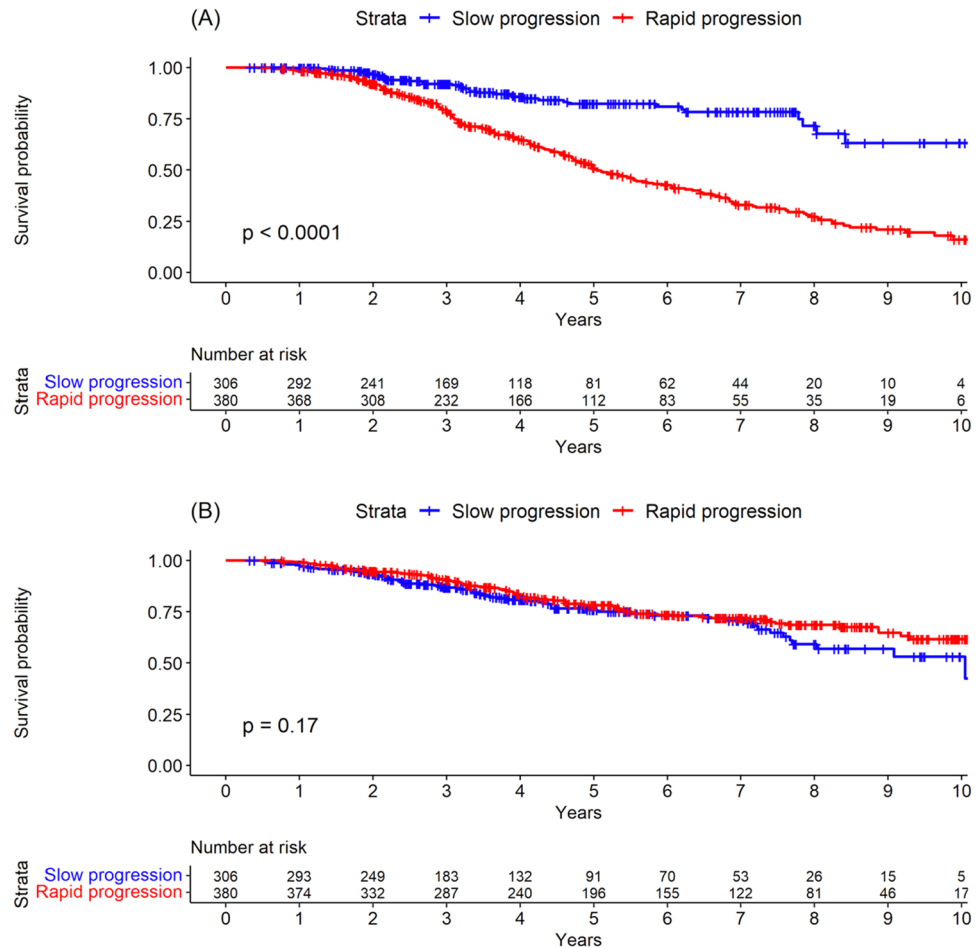 (A)
Strata Slow progression Rapid progression
Survival probability
1.00
0.75
0.50
0.25
0.00
p < 0.0001
0 1 2 3 4 5 6 7 8 9 10
Years
Number at risk
Strata
Slow progression 306 292 241 169 118 81 62 44 20 10 4
Rapid progression 380 368 308 232 166 112 83 55 35 19 6
0 1 2 3 4 5 6 7 8 9 10
Years
(B)
Strata Slow progression Rapid progression
Survival probability
1.00
0.75
0.50
0.25
0.00
p = 0.17
0 1 2 3 4 5 6 7 8 9 10
Years
Number at risk
Strata
Slow progression 306 293 249 183 132 91 70 53 26 15 5
Rapid progression 380 374 332 287 240 196 155 122 81 46 17
0 1 2 3 4 5 6 7 8 9 10
Years